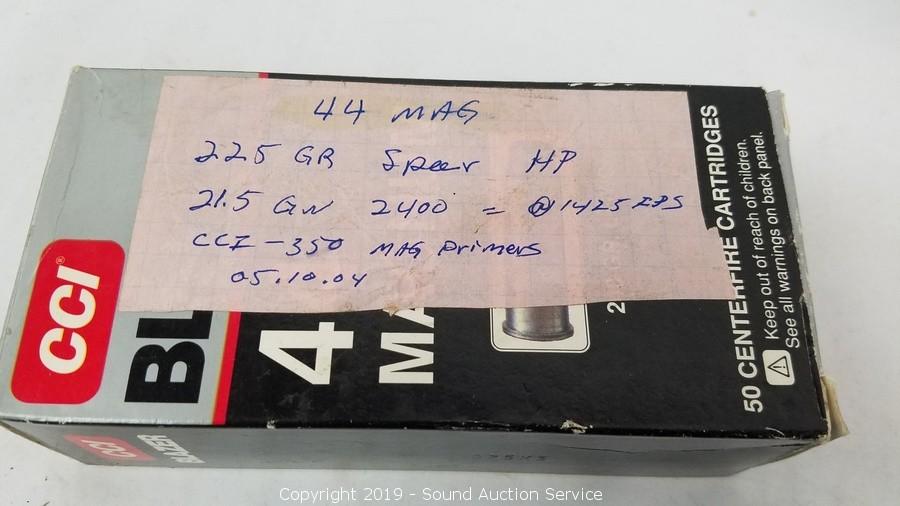 44 MAG
225 GR Speer HP
21.5 GN 2400 = @1425 FPS
CCI-350 MAG Primers
05.10.04
CCI
BL
4
MA
2
50 CENTERFIRE CARTRIDGES
Keep out of reach of children.
See all warnings on back panel.
CCI
BLAZER
Copyright 2019 - Sound Auction Service